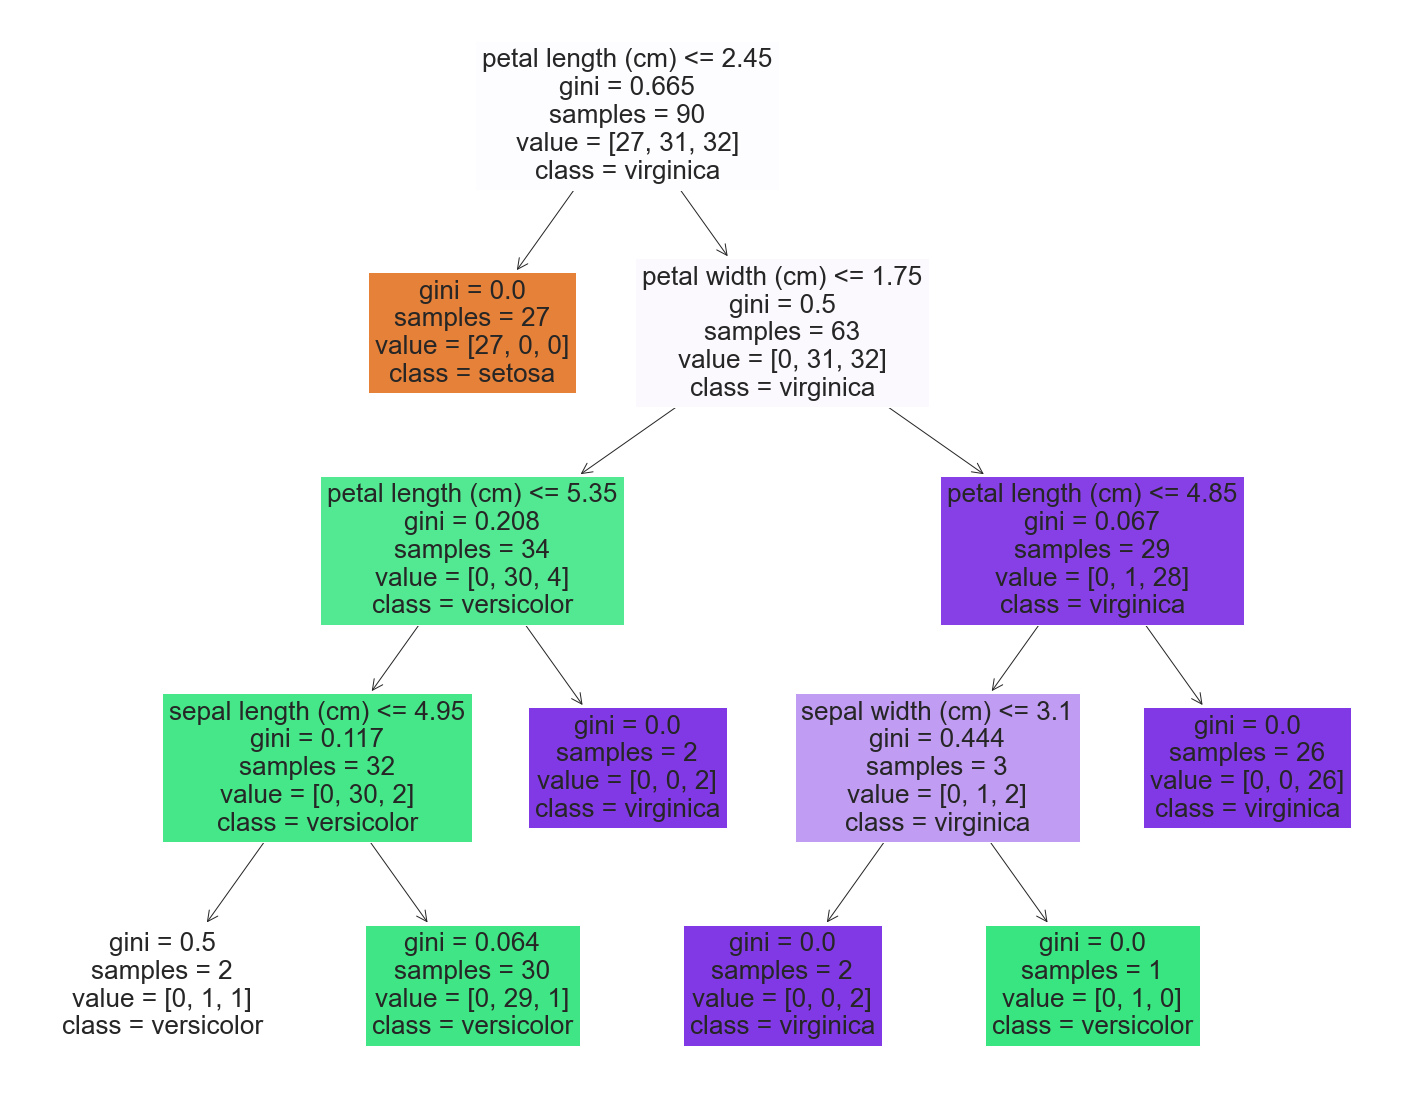 petal length (cm) <= 2.45
gini = 0.665
samples = 90
value = [27, 31, 32]
class = virginica
gini = 0.0
samples = 27
value = [27, 0, 0]
class = setosa
petal width (cm) <= 1.75
gini = 0.5
samples = 63
value = [0, 31, 32]
class = virginica
petal length (cm) <= 5.35
gini = 0.208
samples = 34
value = [0, 30, 4]
class = versicolor
petal length (cm) <= 4.85
gini = 0.067
samples = 29
value = [0, 1, 28]
class = virginica
sepal length (cm) <= 4.95
gini = 0.117
samples = 32
value = [0, 30, 2]
class = versicolor
gini = 0.0
samples = 2
value = [0, 0, 2]
class = virginica
sepal width (cm) <= 3.1
gini = 0.444
samples = 3
value = [0, 1, 2]
class = virginica
gini = 0.0
samples = 26
value = [0, 0, 26]
class = virginica
gini = 0.5
samples = 2
value = [0, 1, 1]
class = versicolor
gini = 0.064
samples = 30
value = [0, 29, 1]
class = versicolor
gini = 0.0
samples = 2
value = [0, 0, 2]
class = virginica
gini = 0.0
samples = 1
value = [0, 1, 0]
class = versicolor